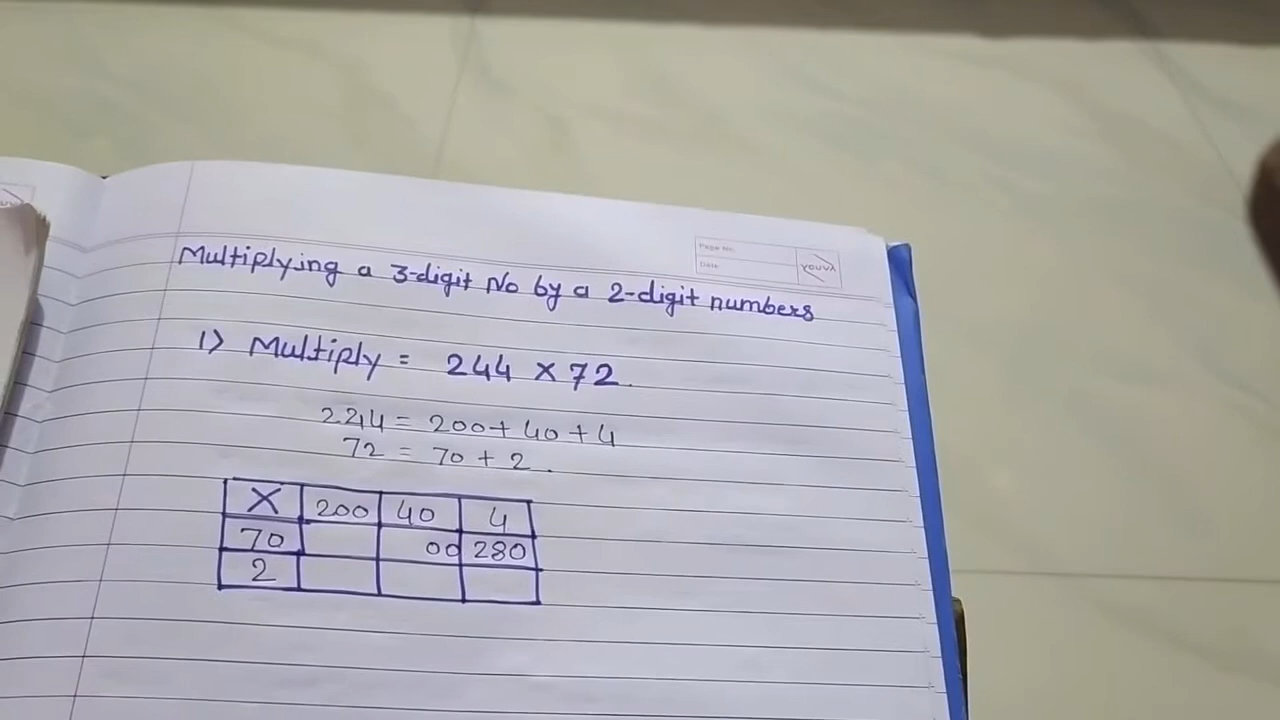 Page No.
Date
YOUVA
Multiplying a 3-digit No by a 2-digit numbers
1) Multiply = 244 × 72.
224 = 200 + 40 + 4
72 = 70 + 2.
X 200 40 4
70 00 280
2